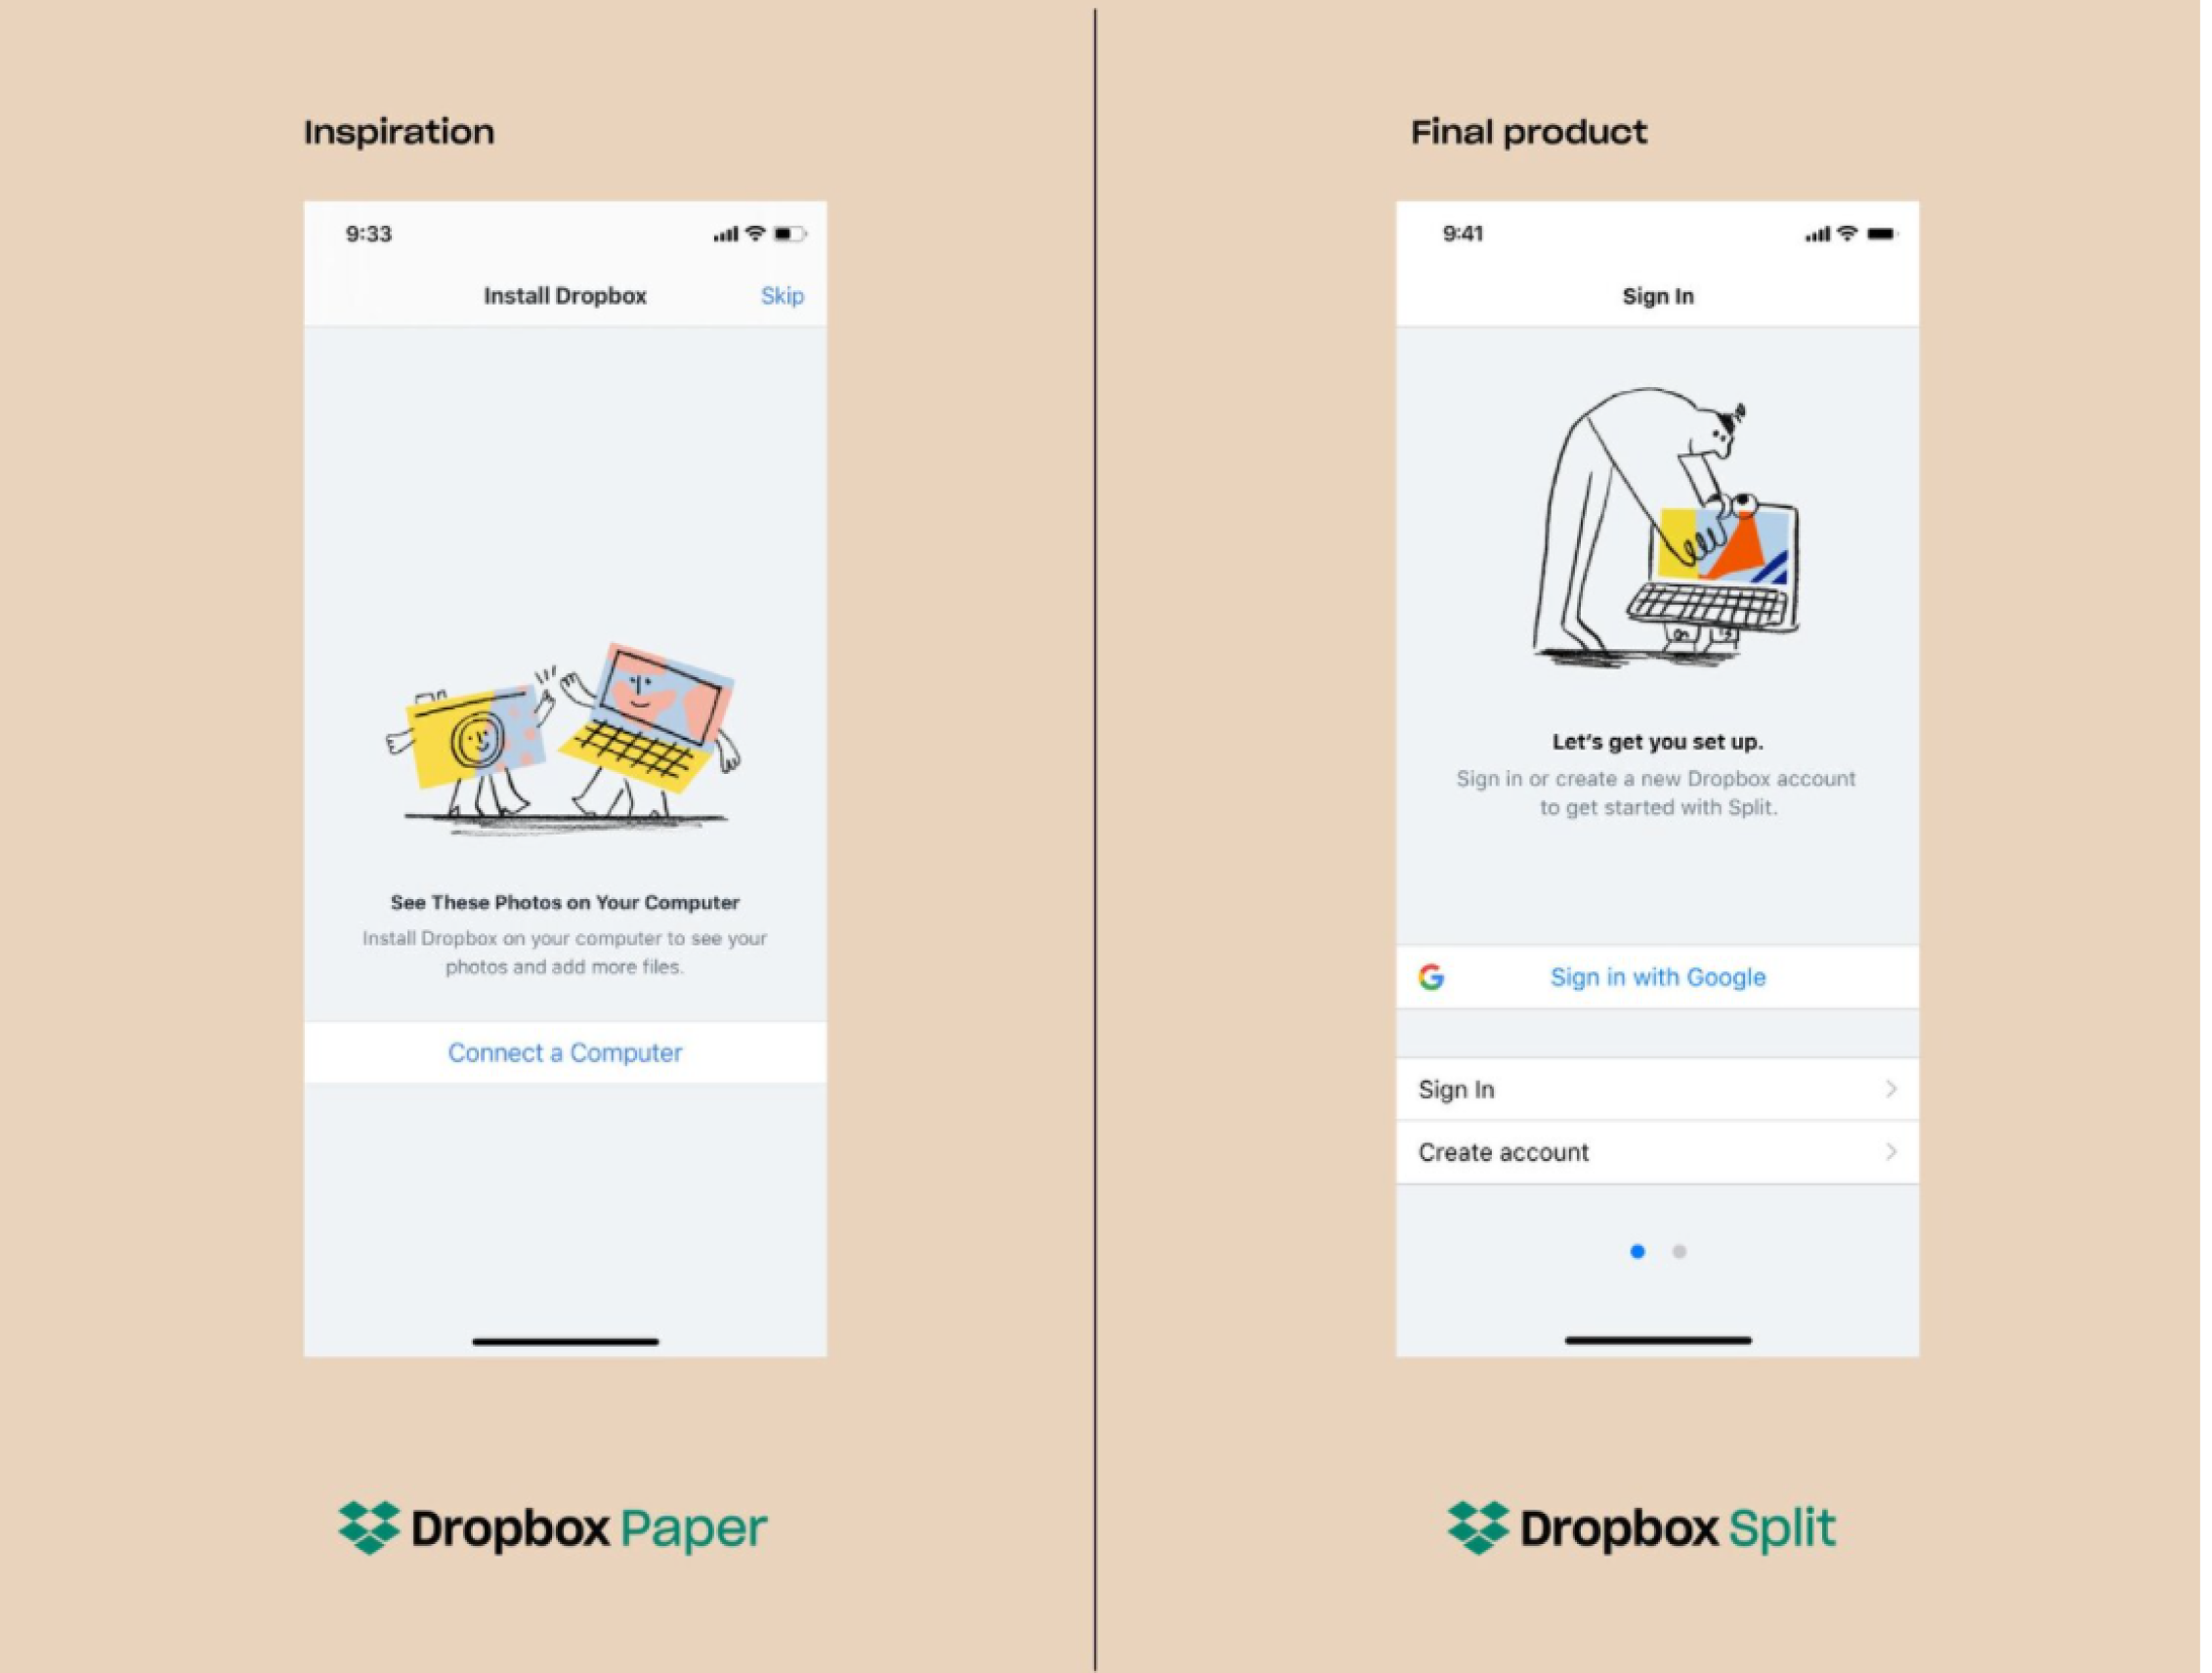 Inspiration
9:33
Install Dropbox
Skip
See These Photos on Your Computer
Install Dropbox on your computer to see your
photos and add more files.
Connect a Computer
Dropbox Paper
Final product
9:41
Sign In
Let's get you set up.
Sign in or create a new Dropbox account
to get started with Split.
G
Sign in with Google
Sign In
Create account
Dropbox Split